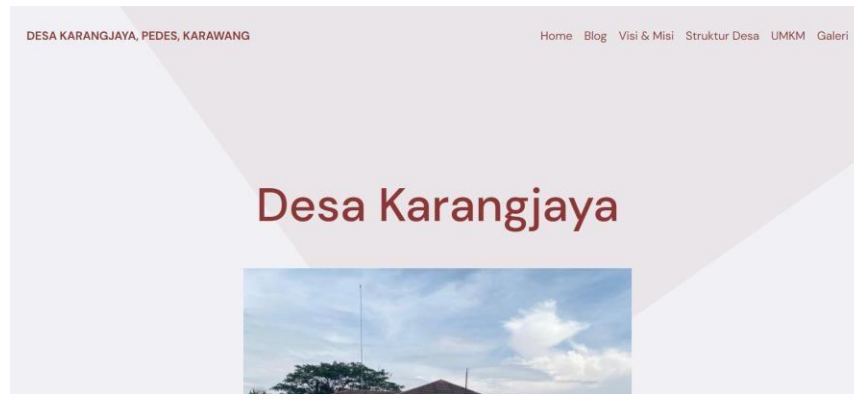 DESA KARANGJAYA, PEDES, KARAWANG
Home Blog Visi & Misi Struktur Desa UMKM Galeri
Desa Karangjaya